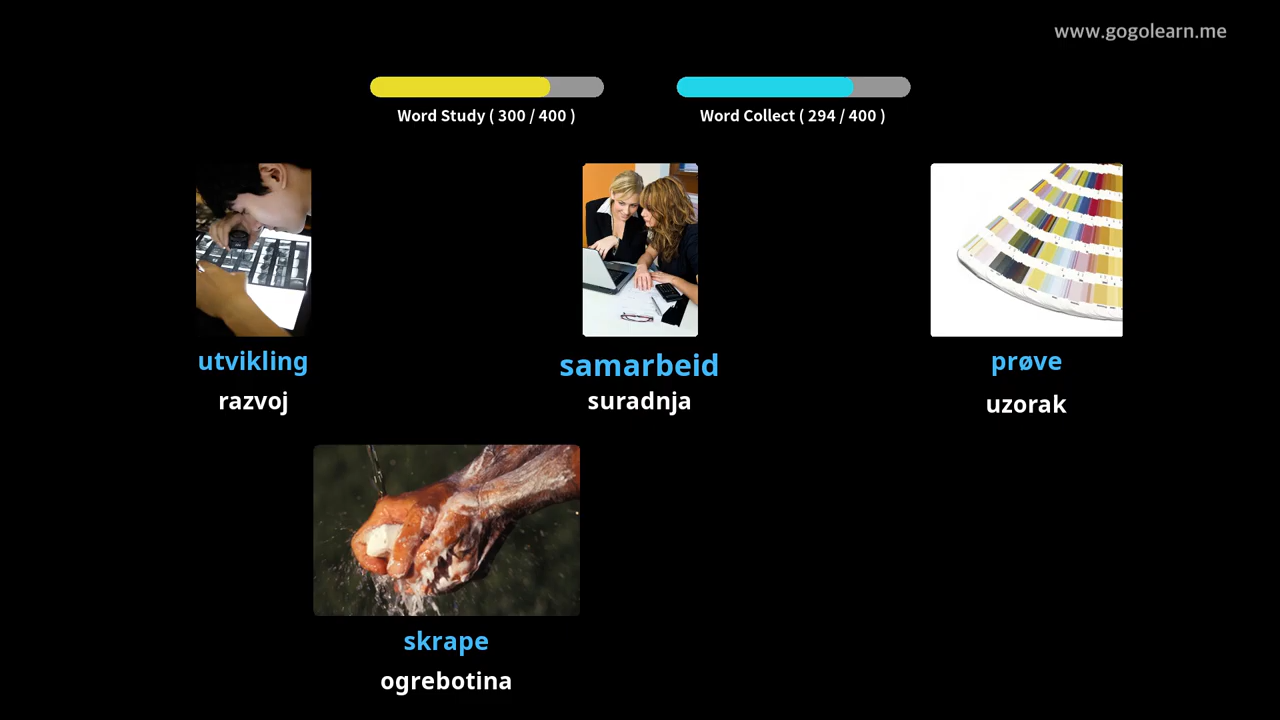 www.gogolearn.me
Word Study ( 300 / 400 )
Word Collect ( 294 / 400 )
utvikling
razvoj
samarbeid
suradnja
prøve
uzorak
skrape
ogrebotina